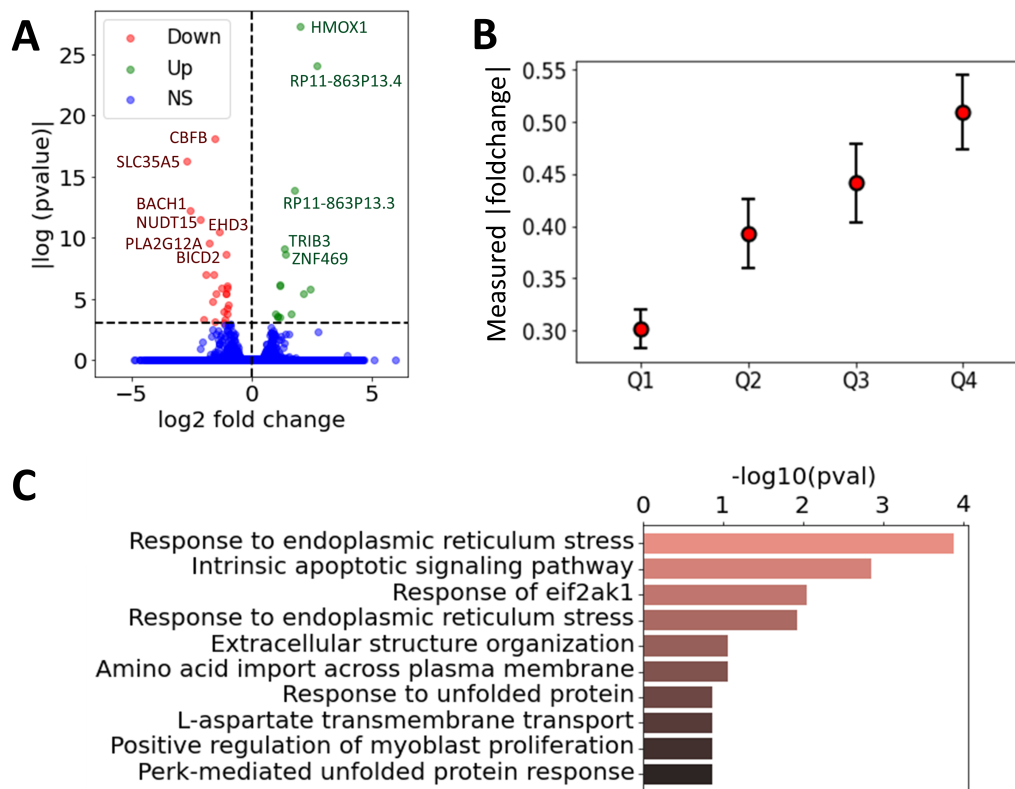 A
|log (pvalue)|
25
20
15
10
5
0
Down
Up
NS
HMOX1
RP11-863P13.4
CBFB
SLC35A5
BACH1
RP11-863P13.3
NUDT15
EHD3
PLA2G12A
TRIB3
BICD2
ZNF469
−5
0
5
log2 fold change
B
Measured |foldchange|
0.55
0.50
0.45
0.40
0.35
0.30
Q1
Q2
Q3
Q4
C
-log10(pval)
0
1
2
3
4
Response to endoplasmic reticulum stress
Intrinsic apoptotic signaling pathway
Response of eif2ak1
Response to endoplasmic reticulum stress
Extracellular structure organization
Amino acid import across plasma membrane
Response to unfolded protein
L-aspartate transmembrane transport
Positive regulation of myoblast proliferation
Perk-mediated unfolded protein response